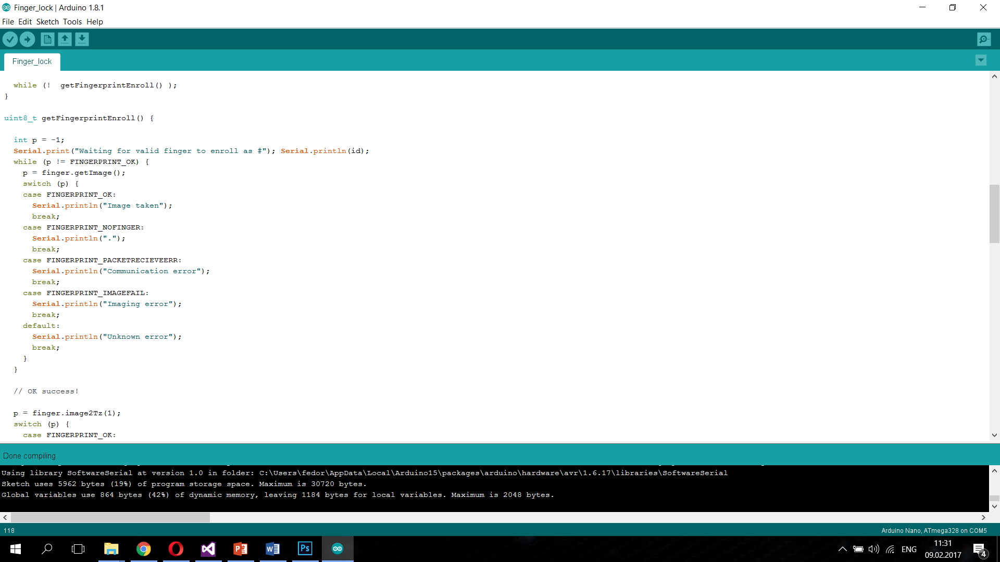 Finger_lock | Arduino 1.8.1
File Edit Sketch Tools Help
Finger_lock
while (!  getFingerprintEnroll() );
}
uint8_t getFingerprintEnroll() {
int p = -1;
Serial.print("Waiting for valid finger to enroll as #"); Serial.println(id);
while (p != FINGERPRINT_OK) {
p = finger.getImage();
switch (p) {
case FINGERPRINT_OK:
Serial.println("Image taken");
break;
case FINGERPRINT_NOFINGER:
Serial.println(".");
break;
case FINGERPRINT_PACKETRECIEVEERR:
Serial.println("Communication error");
break;
case FINGERPRINT_IMAGEFAIL:
Serial.println("Imaging error");
break;
default:
Serial.println("Unknown error");
break;
}
}
// OK success!
p = finger.image2Tz(1);
switch (p) {
case FINGERPRINT_OK:
Done compiling.
Using library SoftwareSerial at version 1.0 in folder: C:\Users\fedor\AppData\Local\Arduino15\packages\arduino\hardware\avr\1.6.17\libraries\SoftwareSerial
Sketch uses 5962 bytes (19%) of program storage space. Maximum is 30720 bytes.
Global variables use 864 bytes (42%) of dynamic memory, leaving 1184 bytes for local variables. Maximum is 2048 bytes.
118
Arduino Nano, ATmega328 on COM5
Ps
ENG
11:31
09.02.2017
4